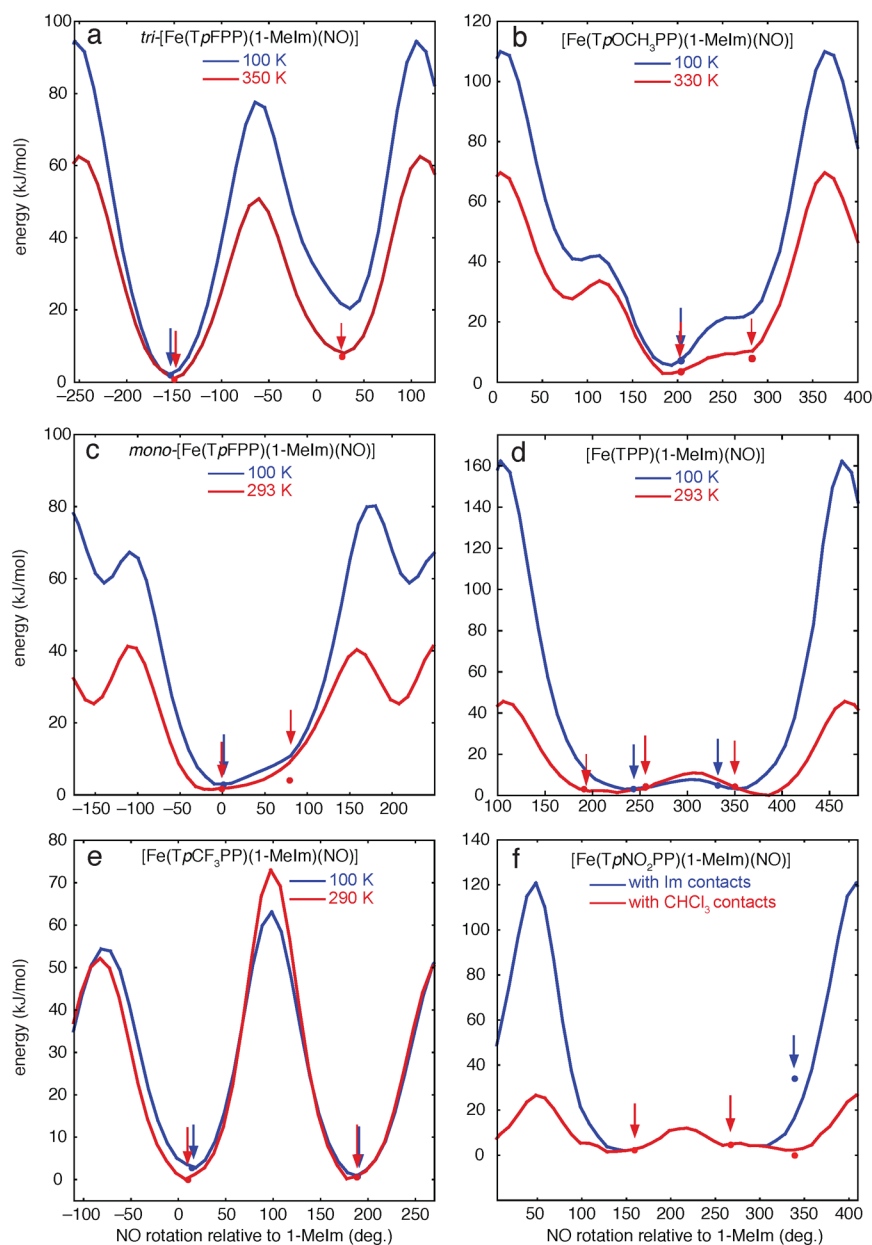 a
tri-[Fe(TpFPP)(1-MeIm)(NO)]
100 K
350 K
100
80
60
40
20
0
energy (kJ/mol)
−250 −200 −150 −100 −50 0 50 100
b
[Fe(TpOCH3PP)(1-MeIm)(NO)]
100 K
330 K
120
100
80
60
40
20
0
0 50 100 150 200 250 300 350 400
c
mono-[Fe(TpFPP)(1-MeIm)(NO)]
100 K
293 K
100
80
60
40
20
0
energy (kJ/mol)
−150 −100 −50 0 50 100 150 200
d
[Fe(TPP)(1-MeIm)(NO)]
100 K
293 K
160
140
120
100
80
60
40
20
0
100 150 200 250 300 350 400 450
e
[Fe(TpCF3PP)(1-MeIm)(NO)]
100 K
290 K
80
70
60
50
40
30
20
10
0
energy (kJ/mol)
−100 −50 0 50 100 150 200 250
NO rotation relative to 1-MeIm (deg.)
f
[Fe(TpNO2PP)(1-MeIm)(NO)]
with Im contacts
with CHCl3 contacts
140
120
100
80
60
40
20
0
50 100 150 200 250 300 350 400
NO rotation relative to 1-MeIm (deg.)